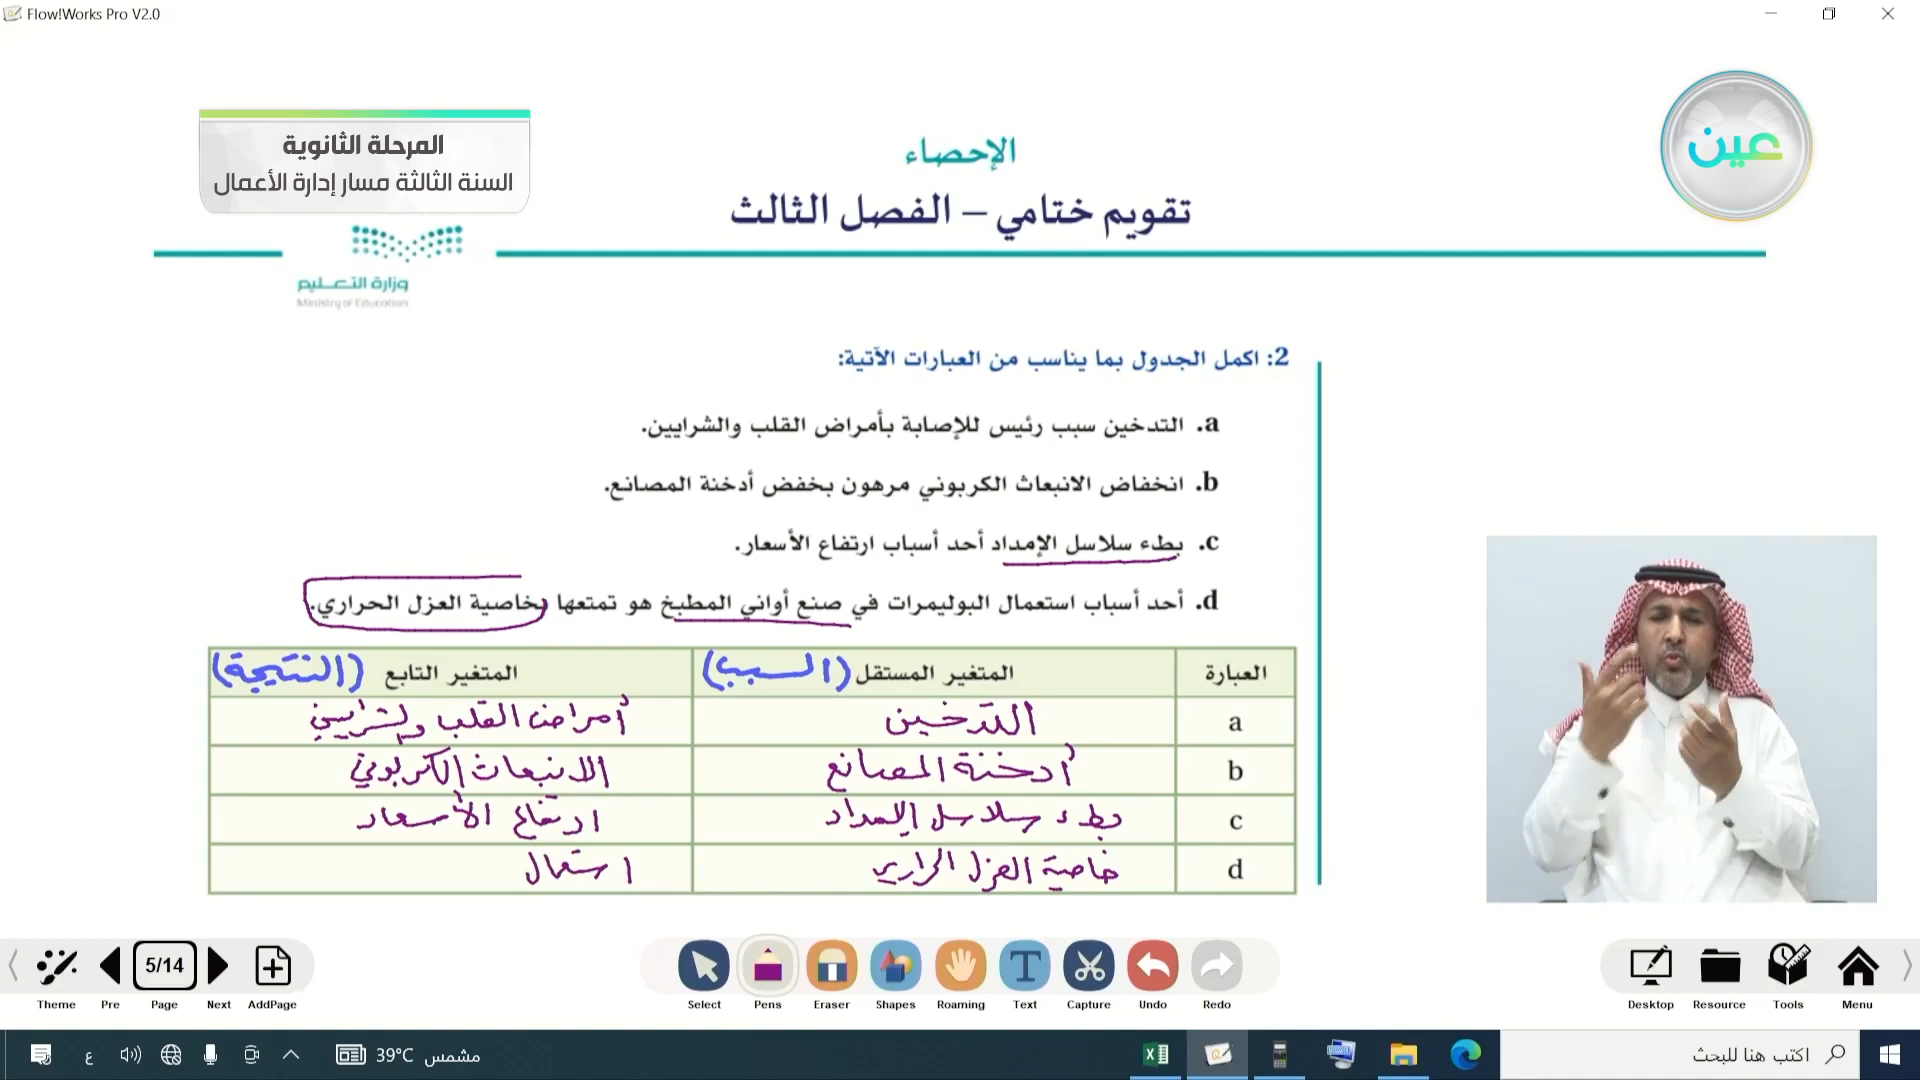 Flow!Works Pro V2.0
عين
المرحلة الثانوية
السنة الثالثة مسار إدارة الأعمال
الإحصاء
تقويم ختامي – الفصل الثالث
وزارة التعـليم
Ministry of Education
2: اكمل الجدول بما يناسب من العبارات الآتية:
a. التدخين سبب رئيس للإصابة بأمراض القلب والشرايين.
b. انخفاض الانبعاث الكربوني مرهون بخفض أدخنة المصانع.
c. بطء سلاسل الإمداد أحد أسباب ارتفاع الأسعار.
d. أحد أسباب استعمال البوليمرات في صنع أواني المطبخ هو تمتعها بخاصية العزل الحراري.
العبارة المتغير المستقل (السبب) المتغير التابع (النتيجة)
a التدخين أمراض القلب والشرايين
b أدخنة المصانع الانبعاث الكربوني
c بطء سلاسل الإمداد ارتفاع الأسعار
d خاصية العزل الحراري استعمال
5/14
Theme Pre Page Next AddPage
Select Pens Eraser Shapes Roaming Text Capture Undo Redo
Desktop Resource Tools Menu
ع
39°C مشمس
اكتب هنا للبحث